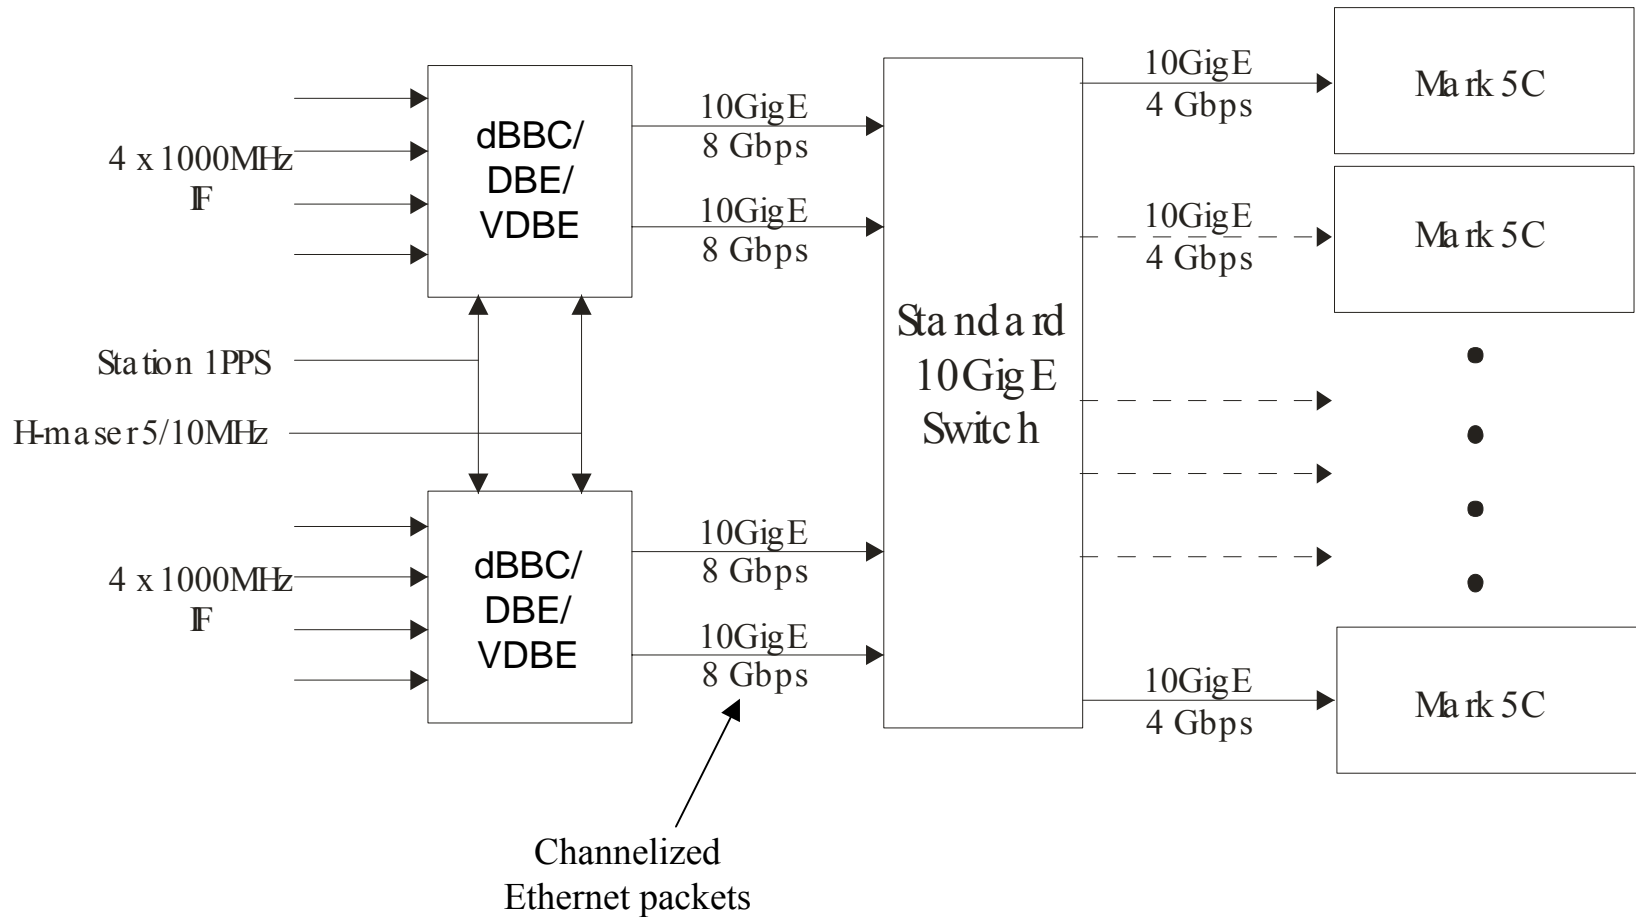 4 x 1000MHz
IF
dBBC/
DBE/
VDBE
10GigE
8 Gbps
10GigE
8 Gbps
Station 1PPS
H-maser 5/10MHz
4 x 1000MHz
IF
dBBC/
DBE/
VDBE
10GigE
8 Gbps
10GigE
8 Gbps
Channelized
Ethernet packets
Standard
10GigE
Switch
10GigE
4 Gbps
Mark 5C
10GigE
4 Gbps
Mark 5C
10GigE
4 Gbps
Mark 5C